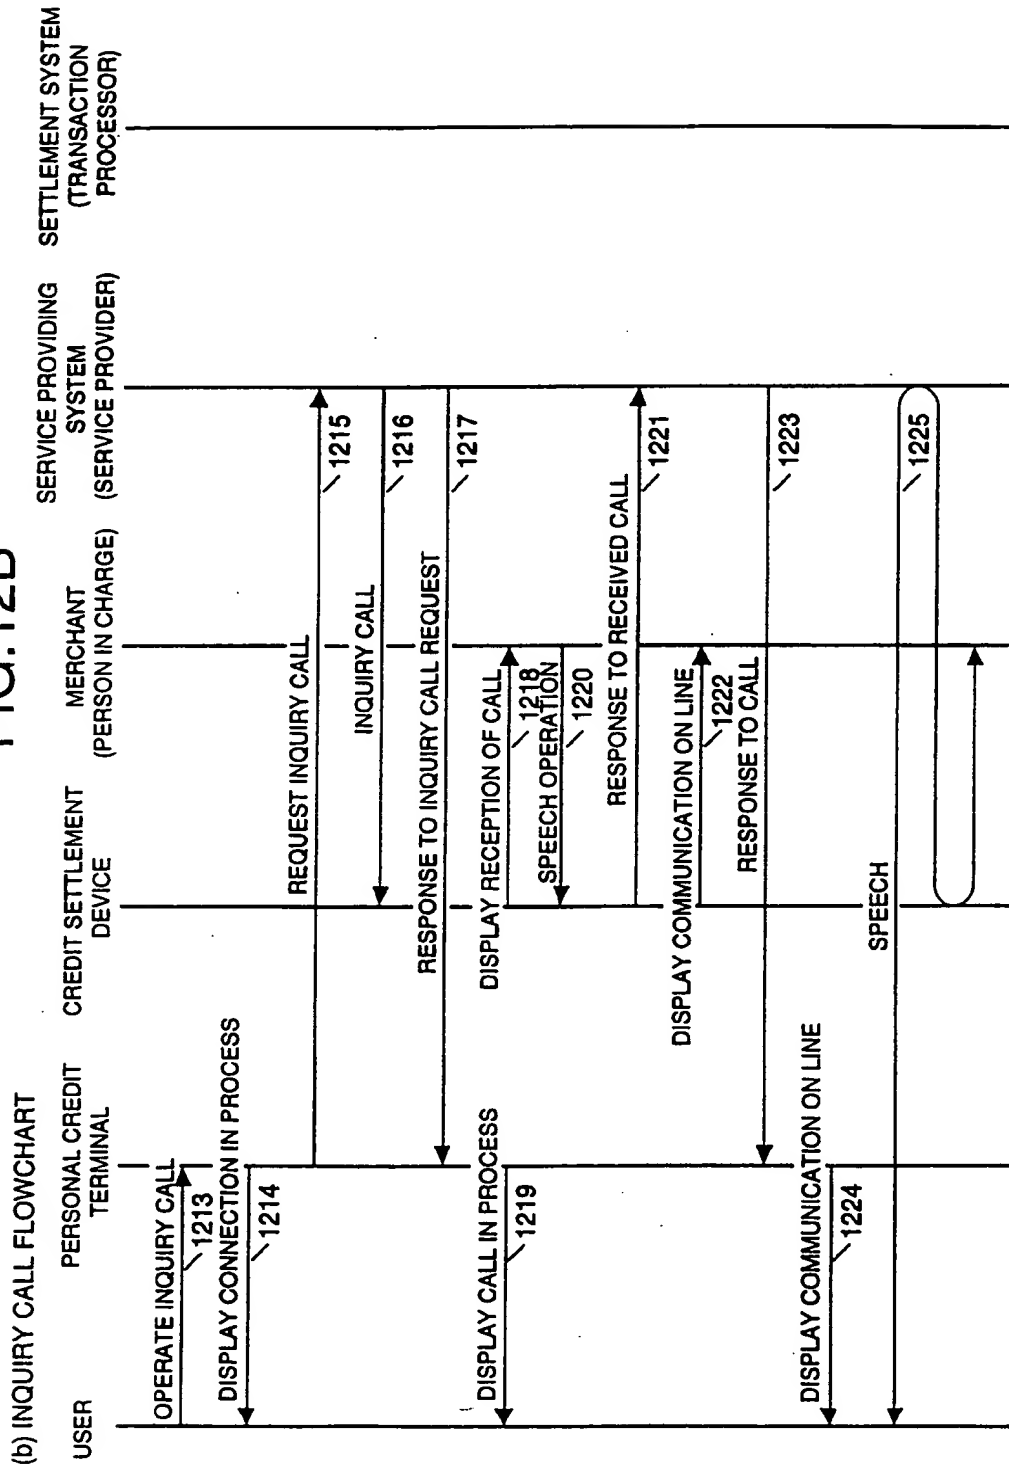 FIG.12B
(b) INQUIRY CALL FLOWCHART
USER
PERSONAL CREDIT
TERMINAL
CREDIT SETTLEMENT
DEVICE
MERCHANT
(PERSON IN CHARGE)
SERVICE PROVIDING
SYSTEM
(SERVICE PROVIDER)
SETTLEMENT SYSTEM
(TRANSACTION
PROCESSOR)
OPERATE INQUIRY CALL
1213
DISPLAY CONNECTION IN PROCESS
1214
REQUEST INQUIRY CALL
1215
INQUIRY CALL
1216
RESPONSE TO INQUIRY CALL REQUEST
1217
DISPLAY RECEPTION OF CALL
1218
DISPLAY CALL IN PROCESS
1219
SPEECH OPERATION
1220
RESPONSE TO RECEIVED CALL
1221
DISPLAY COMMUNICATION ON LINE
1222
RESPONSE TO CALL
1223
DISPLAY COMMUNICATION ON LINE
1224
SPEECH
1225